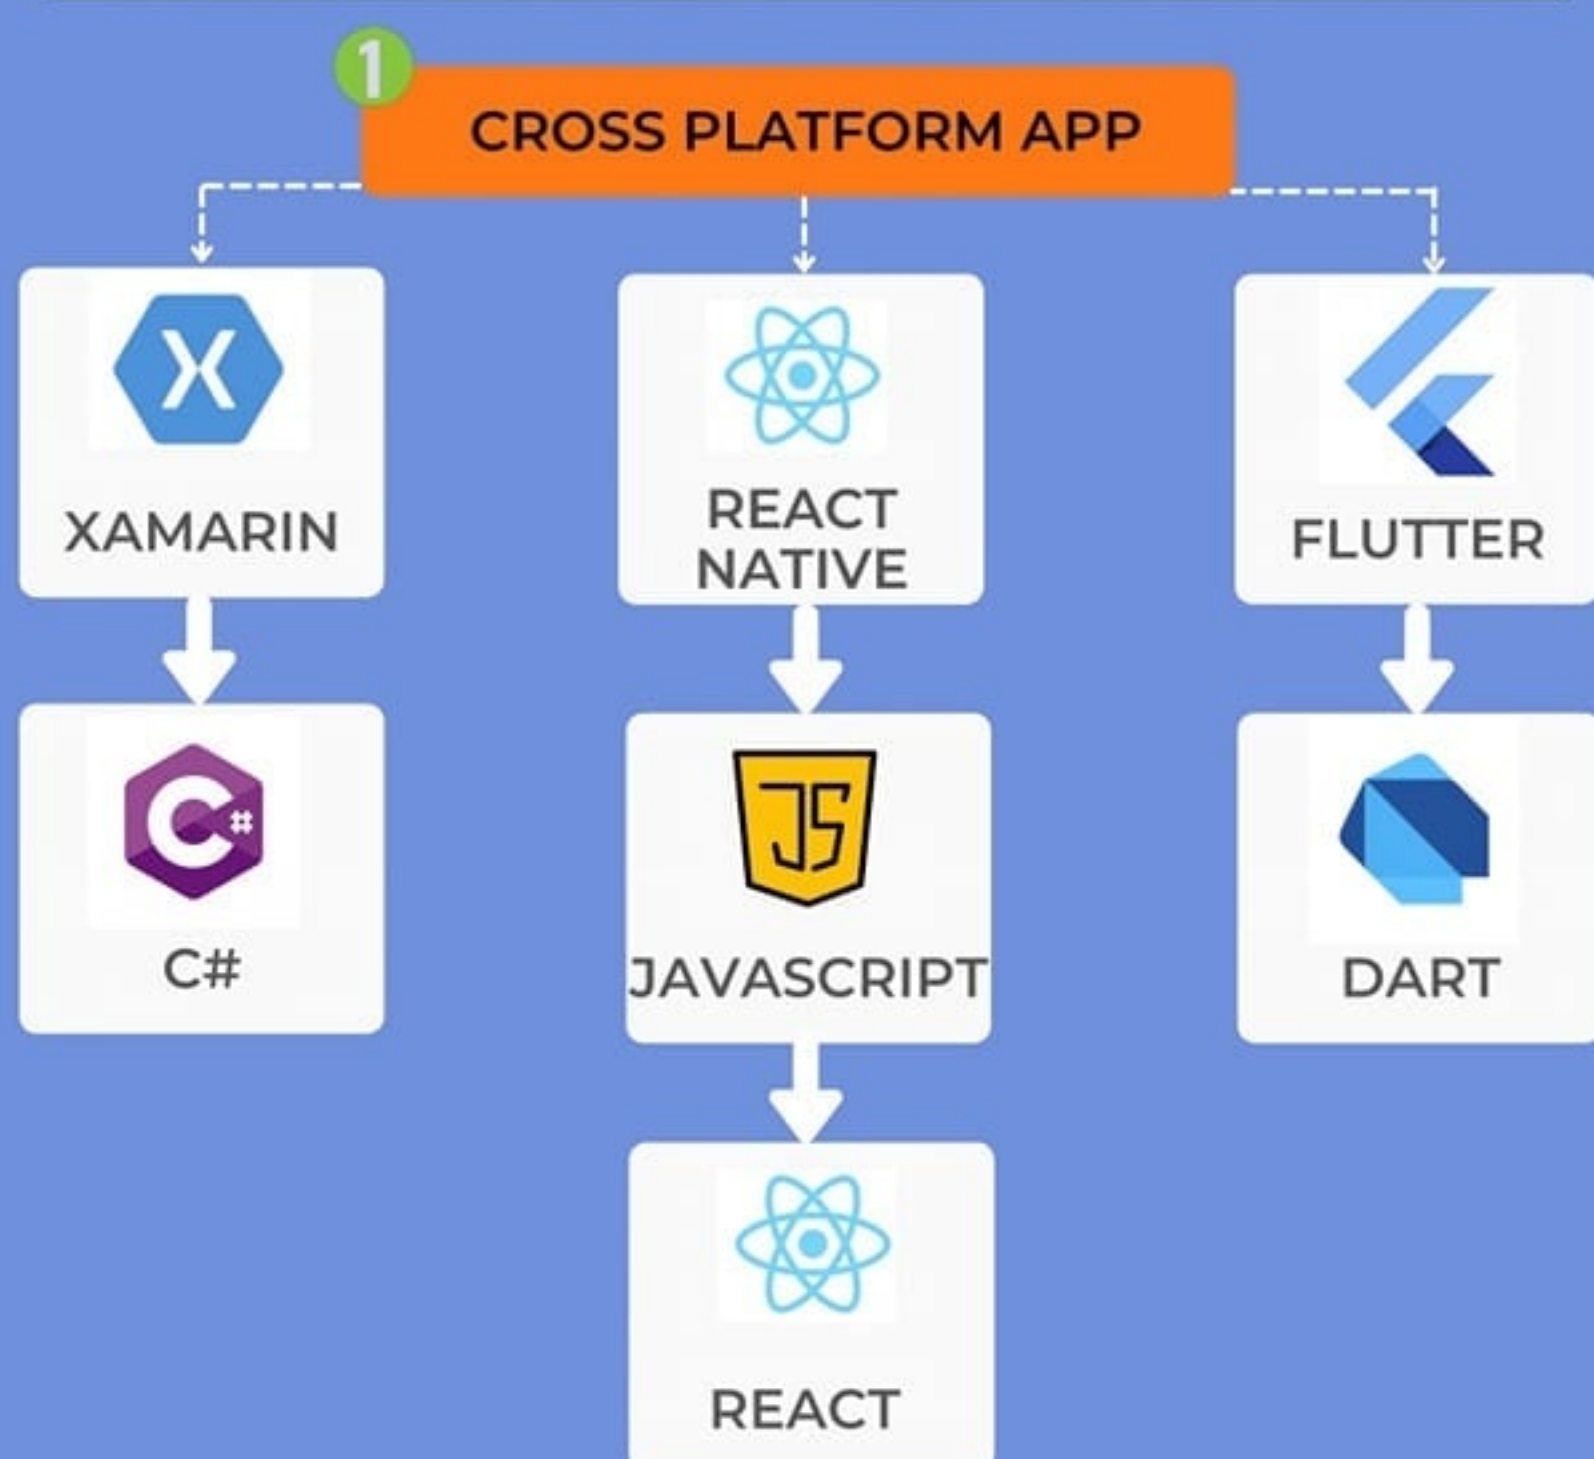 1
CROSS PLATFORM APP
X
XAMARIN
REACT
NATIVE
FLUTTER
C#
C#
JS
JAVASCRIPT
DART
REACT